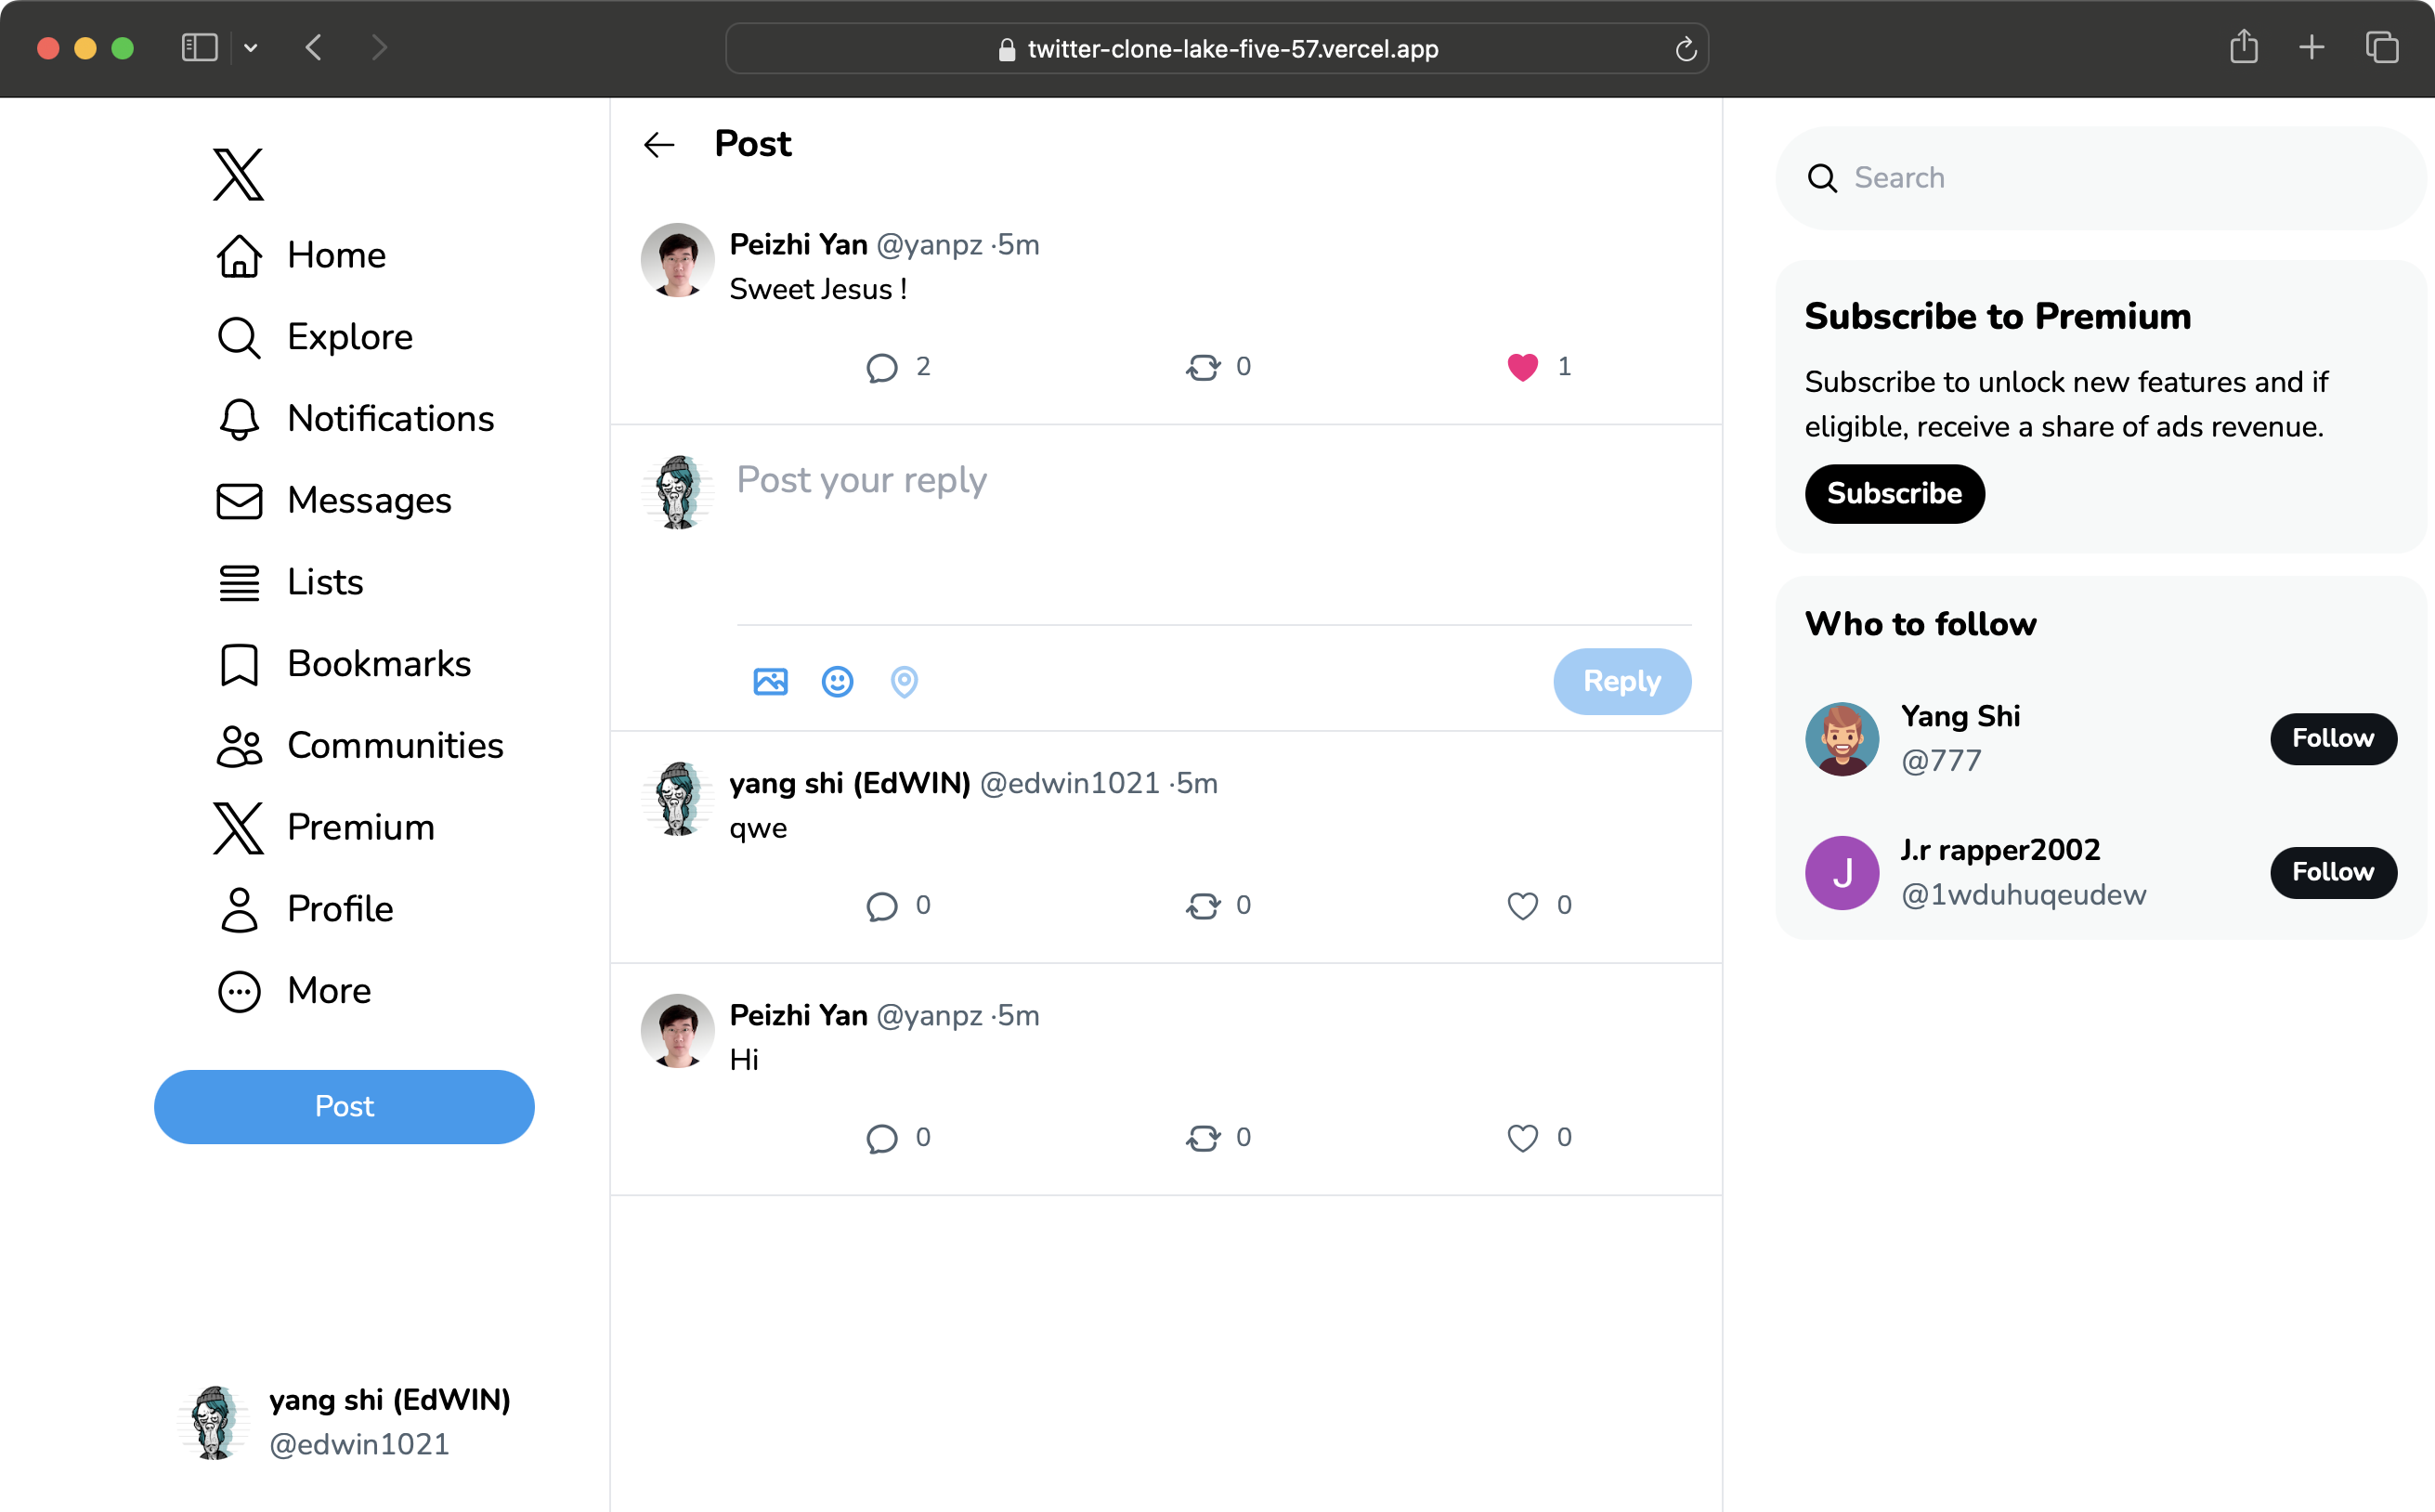 twitter-clone-lake-five-57.vercel.app
Home
Explore
Notifications
Messages
Lists
Bookmarks
Communities
Premium
Profile
More
Post
yang shi (EdWIN)
@edwin1021
Post
Peizhi Yan @yanpz ·5m
Sweet Jesus !
2 0 1
Post your reply
Reply
yang shi (EdWIN) @edwin1021 ·5m
qwe
0 0 0
Peizhi Yan @yanpz ·5m
Hi
0 0 0
Search
Subscribe to Premium
Subscribe to unlock new features and if
eligible, receive a share of ads revenue.
Subscribe
Who to follow
Yang Shi
@777
Follow
J
J.r rapper2002
@1wduhuqeudew
Follow